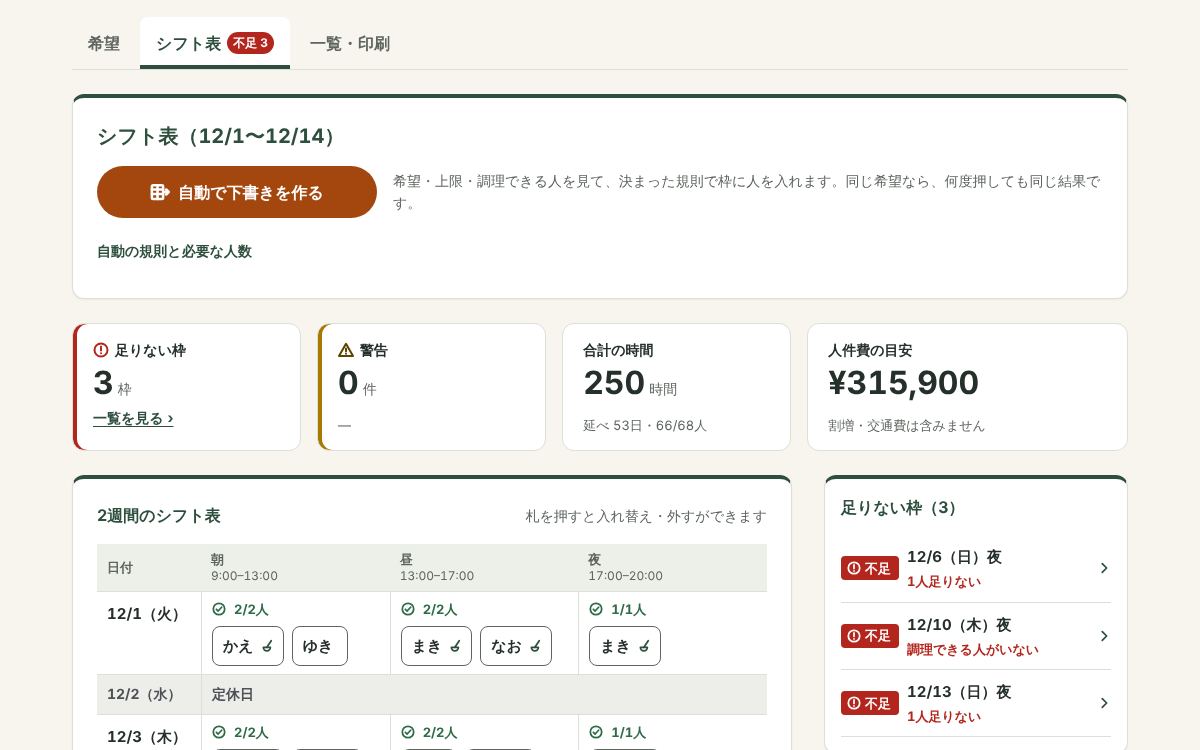 希望
シフト表 不足 3
一覧・印刷
シフト表（12/1〜12/14）
自動で下書きを作る
希望・上限・調理できる人を見て、決まった規則で枠に人を入れます。同じ希望なら、何度押しても同じ結果で
す。
自動の規則と必要な人数
足りない枠
3 枠
一覧を見る ›
警告
0 件
—
合計の時間
250 時間
延べ 53日・66/68人
人件費の目安
¥315,900
割増・交通費は含みません
2週間のシフト表
札を押すと入れ替え・外すができます
日付
朝
9:00–13:00
昼
13:00–17:00
夜
17:00–20:00
12/1（火）
2/2人
かえ
ゆき
2/2人
まき
なお
1/1人
まき
12/2（水）
定休日
12/3（木）
2/2人
2/2人
1/1人
足りない枠（3）
不足
12/6（日）夜
1人足りない
不足
12/10（木）夜
調理できる人がいない
不足
12/13（日）夜
1人足りない